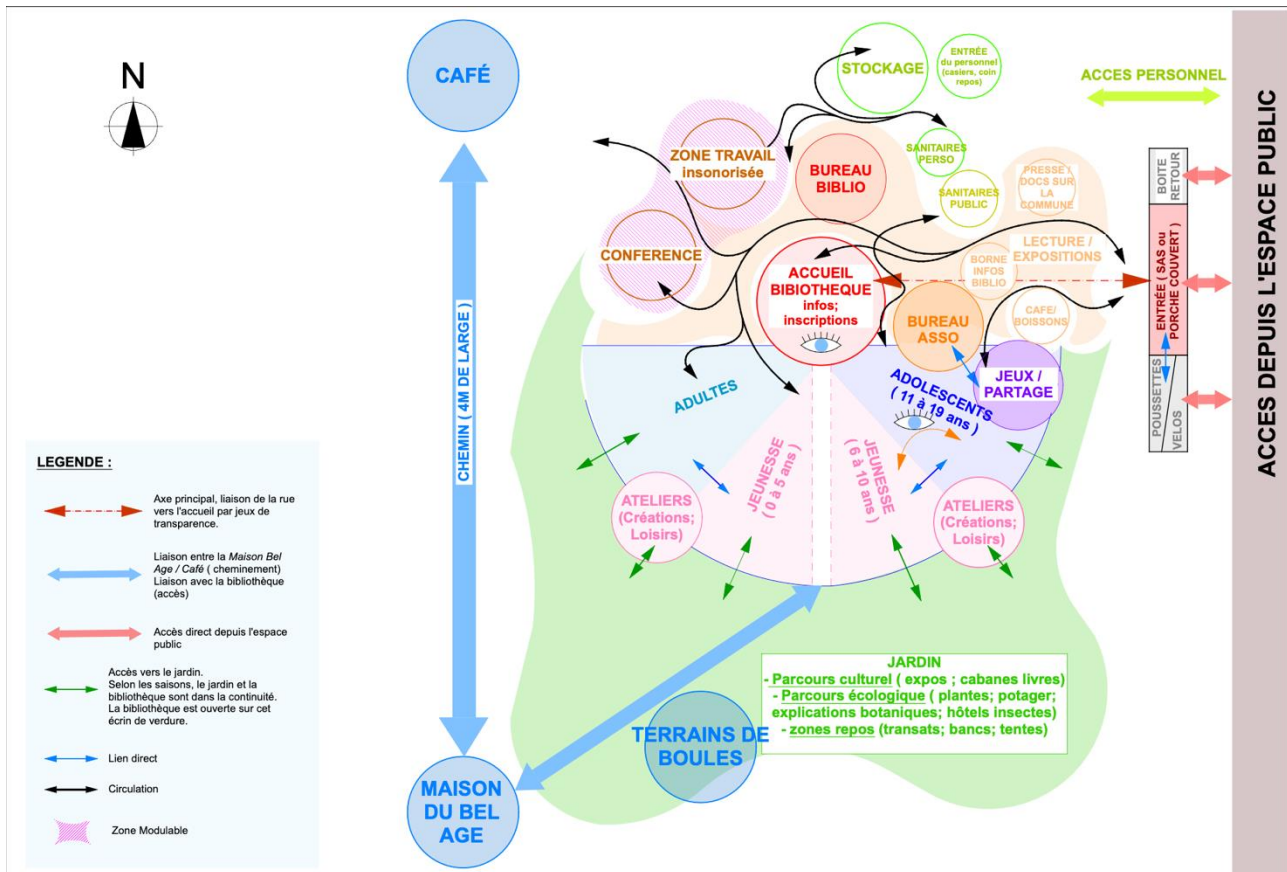 N
CAFÉ
CHEMIN ( 4M DE LARGE )
MAISON
DU BEL
AGE
STOCKAGE
ENTRÉE
du personnel
(casiers, coin
repos)
ACCES PERSONNEL
ZONE TRAVAIL
insonorisée
BUREAU
BIBLIO
SANITAIRES
PERSO
SANITAIRES
PUBLIC
PRESSE /
DOCS SUR
LA
COMMUNE
CONFERENCE
ACCUEIL
BIBIOTHEQUE
infos;
inscriptions
LECTURE /
EXPOSITIONS
BORNE
INFOS
BIBLIO
BUREAU
ASSO
CAFE/
BOISSONS
JEUX /
PARTAGE
BOITE
RETOUR
ENTRÉE ( SAS ou
PORCHE COUVERT )
POUSSETTES
VELOS
ACCES DEPUIS L'ESPACE PUBLIC
ADULTES
ADOLESCENTS
( 11 à 19 ans )
JEUNESSE
( 0 à 5 ans)
JEUNESSE
( 6 à 10 ans)
ATELIERS
(Créations;
Loisirs)
ATELIERS
(Créations;
Loisirs)
JARDIN
- Parcours culturel ( expos ; cabanes livres)
- Parcours écologique ( plantes; potager;
explications botaniques; hôtels insectes)
- zones repos (transats; bancs; tentes)
TERRAINS DE
BOULES
LEGENDE :
Axe principal, liaison de la rue
vers l'accueil par jeux de
transparence.
Liaison entre la Maison Bel
Age / Café ( cheminement)
Liaison avec la bibliothèque
(accès)
Accès direct depuis l'espace
public
Accès vers le jardin.
Selon les saisons, le jardin et la
bibliothèque sont dans la continuité.
La bibliothèque est ouverte sur cet
écrin de verdure.
Lien direct
Circulation
Zone Modulable